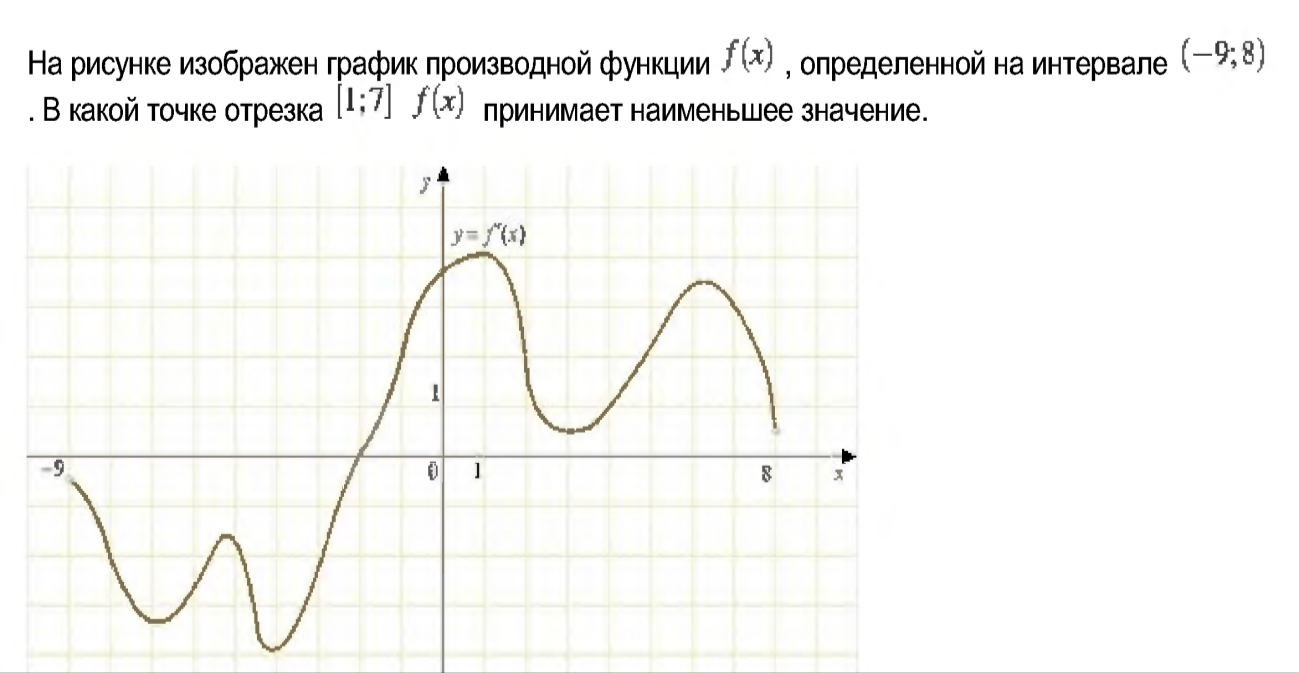 На рисунке изображен график производной функции f(x) , определенной на интервале (−9; 8)
. В какой точке отрезка [1;7] f(x) принимает наименьшее значение.
y
y = f'(x)
1
−9
0
1
8
x